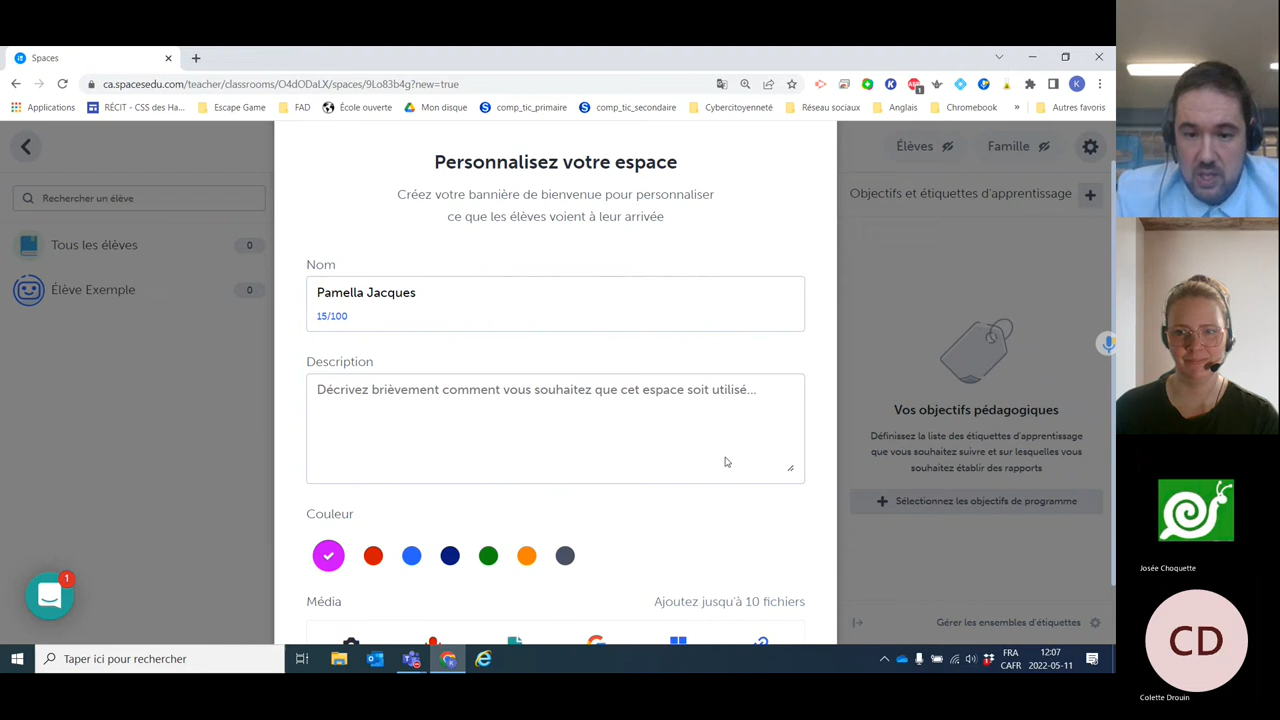 Spaces
ca.spacesedu.com/teacher/classrooms/O4dODaLX/spaces/9Lo83b4g?new=true
Applications
RÉCIT - CSS des Ha...
Escape Game
FAD
École ouverte
Mon disque
comp_tic_primaire
comp_tic_secondaire
Cybercitoyenneté
Réseau sociaux
Anglais
Chromebook
»
Autres favoris
Élèves
Famille
Personnalisez votre espace
Créez votre bannière de bienvenue pour personnaliser
ce que les élèves voient à leur arrivée
Rechercher un élève
Tous les élèves
0
Élève Exemple
0
Objectifs et étiquettes d'apprentissage
Nom
Pamella Jacques
15/100
Description
Décrivez brièvement comment vous souhaitez que cet espace soit utilisé...
Vos objectifs pédagogiques
Définissez la liste des étiquettes d'apprentissage
que vous souhaitez suivre et sur lesquelles vous
souhaitez établir des rapports
Sélectionnez les objectifs de programme
Couleur
Média
Ajoutez jusqu'à 10 fichiers
1
Gérer les ensembles d'étiquettes
Taper ici pour rechercher
FRA
CAFR
12:07
2022-05-11
Josée Choquette
CD
Colette Drouin